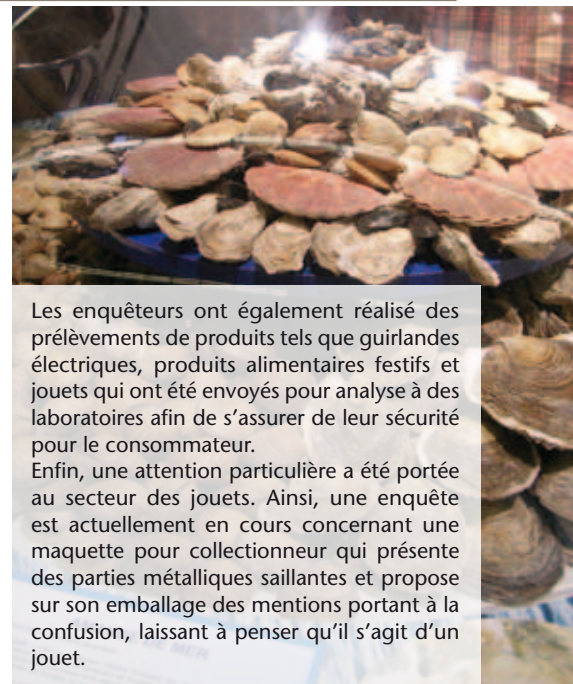 Les enquêteurs ont également réalisé des
prélèvements de produits tels que guirlandes
électriques, produits alimentaires festifs et
jouets qui ont été envoyés pour analyse à des
laboratoires afin de s’assurer de leur sécurité
pour le consommateur.
Enfin, une attention particulière a été portée
au secteur des jouets. Ainsi, une enquête
est actuellement en cours concernant une
maquette pour collectionneur qui présente
des parties métalliques saillantes et propose
sur son emballage des mentions portant à la
confusion, laissant à penser qu’il s’agit d’un
jouet.